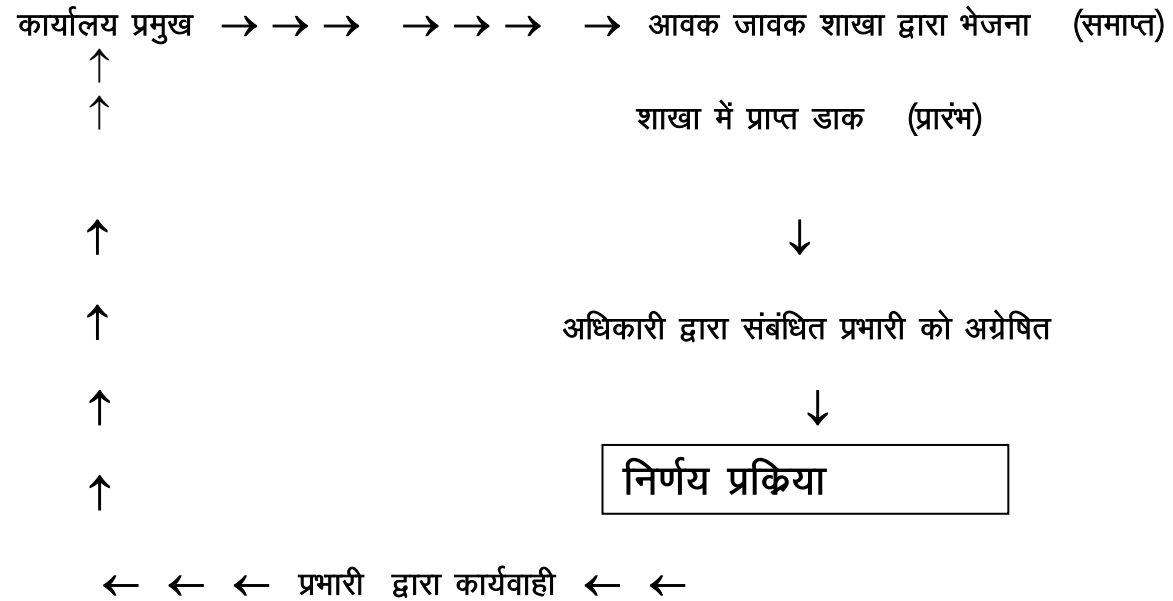 कार्यालय प्रमुख → → → → → → → आवक जावक शाखा द्वारा भेजना (समाप्त)
↑
↑ शाखा में प्राप्त डाक (प्रारंभ)
↑ ↓
↑ अधिकारी द्वारा संबंधित प्रभारी को अग्रेषित
↑ ↓
↑ निर्णय प्रक्रिया
← ← ← प्रभारी द्वारा कार्यवाही ← ←